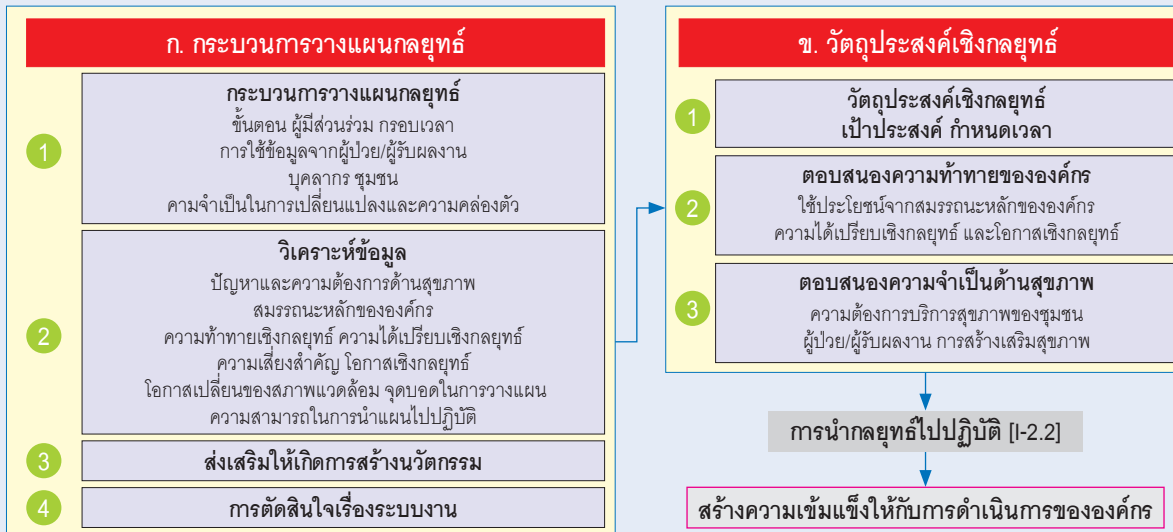 ก. กระบวนการวางแผนกลยุทธ์
1
กระบวนการวางแผนกลยุทธ์
ขั้นตอน ผู้มีส่วนร่วม กรอบเวลา
การใช้ข้อมูลจากผู้ป่วย/ผู้รับผลงาน
บุคลากร ชุมชน
คามจำเป็นในการเปลี่ยนแปลงและความคล่องตัว
2
วิเคราะห์ข้อมูล
ปัญหาและความต้องการด้านสุขภาพ
สมรรถนะหลักขององค์กร
ความท้าทายเชิงกลยุทธ์ ความได้เปรียบเชิงกลยุทธ์
ความเสี่ยงสำคัญ โอกาสเชิงกลยุทธ์
โอกาสเปลี่ยนของสภาพแวดล้อม จุดบอดในการวางแผน
ความสามารถในการนำแผนไปปฏิบัติ
3
ส่งเสริมให้เกิดการสร้างนวัตกรรม
4
การตัดสินใจเรื่องระบบงาน
ข. วัตถุประสงค์เชิงกลยุทธ์
1
วัตถุประสงค์เชิงกลยุทธ์
เป้าประสงค์ กำหนดเวลา
2
ตอบสนองความท้าทายขององค์กร
ใช้ประโยชน์จากสมรรถนะหลักขององค์กร
ความได้เปรียบเชิงกลยุทธ์ และโอกาสเชิงกลยุทธ์
3
ตอบสนองความจำเป็นด้านสุขภาพ
ความต้องการบริการสุขภาพของชุมชน
ผู้ป่วย/ผู้รับผลงาน การสร้างเสริมสุขภาพ
การนำกลยุทธ์ไปปฏิบัติ [I-2.2]
สร้างความเข้มแข็งให้กับการดำเนินการขององค์กร